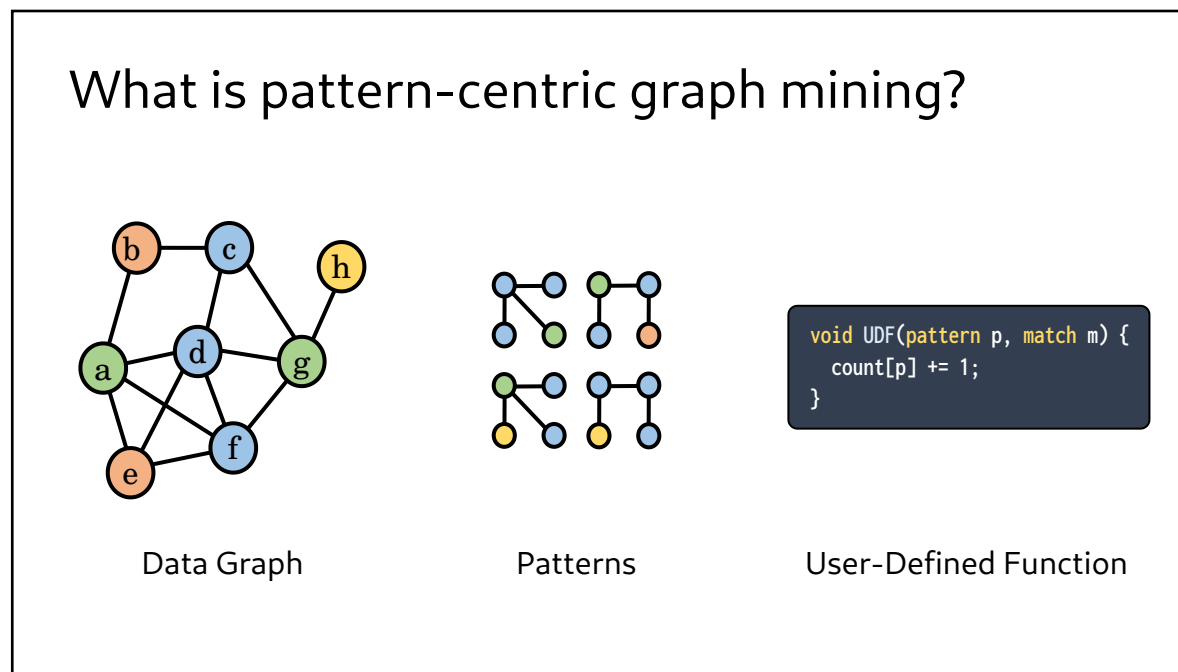 What is pattern-centric graph mining?
b
c
h
a
d
g
f
e
void UDF(pattern p, match m) {
count[p] += 1;
}
Data Graph
Patterns
User-Defined Function